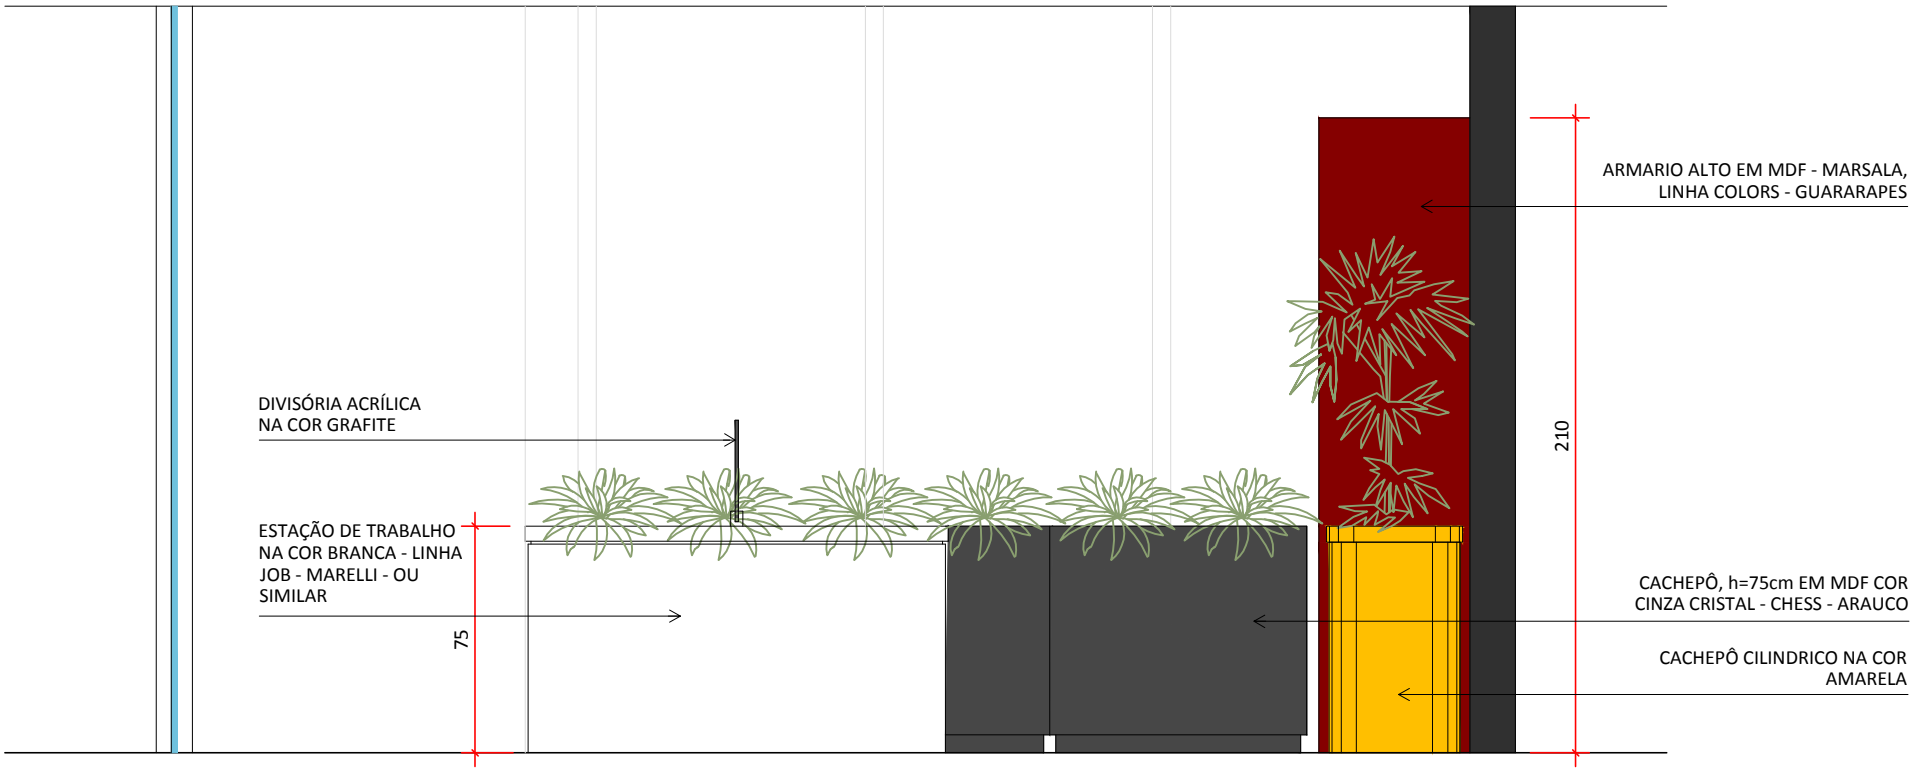 ARMARIO ALTO EM MDF - MARSALA,
LINHA COLORS - GUARARAPES
DIVISÓRIA ACRÍLICA
NA COR GRAFITE
210
ESTAÇÃO DE TRABALHO
NA COR BRANCA - LINHA
JOB - MARELLI - OU
SIMILAR
75
CACHEPÔ, h=75cm EM MDF COR
CINZA CRISTAL - CHESS - ARAUCO
CACHEPÔ CILINDRICO NA COR
AMARELA